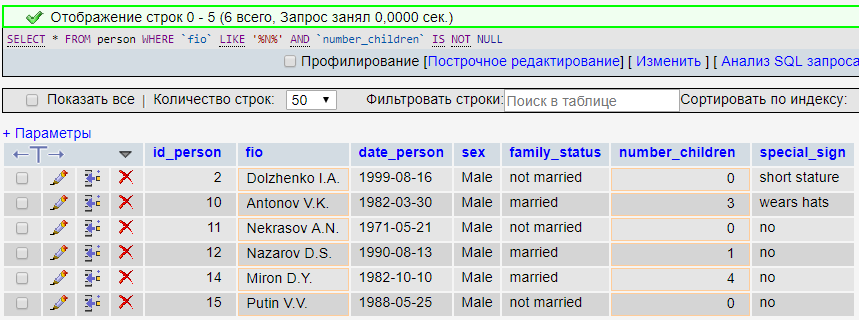 Отображение строк 0 - 5 (6 всего, Запрос занял 0,0000 сек.)
SELECT * FROM person WHERE `fio` LIKE '%N%' AND `number_children` IS NOT NULL
Профилирование [Построчное редактирование] [ Изменить ] [ Анализ SQL запроса
Показать все | Количество строк: 50 Фильтровать строки: Поиск в таблице Сортировать по индексу:
+ Параметры
←T→ id_person fio date_person sex family_status number_children special_sign
2 Dolzhenko I.A. 1999-08-16 Male not married 0 short stature
10 Antonov V.K. 1982-03-30 Male married 3 wears hats
11 Nekrasov A.N. 1971-05-21 Male not married 0 no
12 Nazarov D.S. 1990-08-13 Male married 1 no
14 Miron D.Y. 1982-10-10 Male married 4 no
15 Putin V.V. 1988-05-25 Male not married 0 no